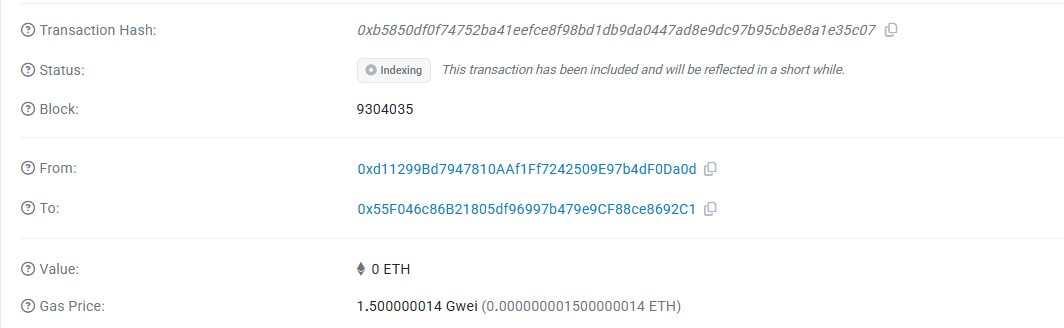 Transaction Hash: 0xb5850df0f74752ba41eefce8f98bd1db9da0447ad8e9dc97b95cb8e8a1e35c07
Status: Indexing This transaction has been included and will be reflected in a short while.
Block: 9304035
From: 0xd11299Bd7947810AAf1Ff7242509E97b4dF0Da0d
To: 0x55F046c86B21805df96997b479e9CF88ce8692C1
Value: 0 ETH
Gas Price: 1.500000014 Gwei (0.000000001500000014 ETH)